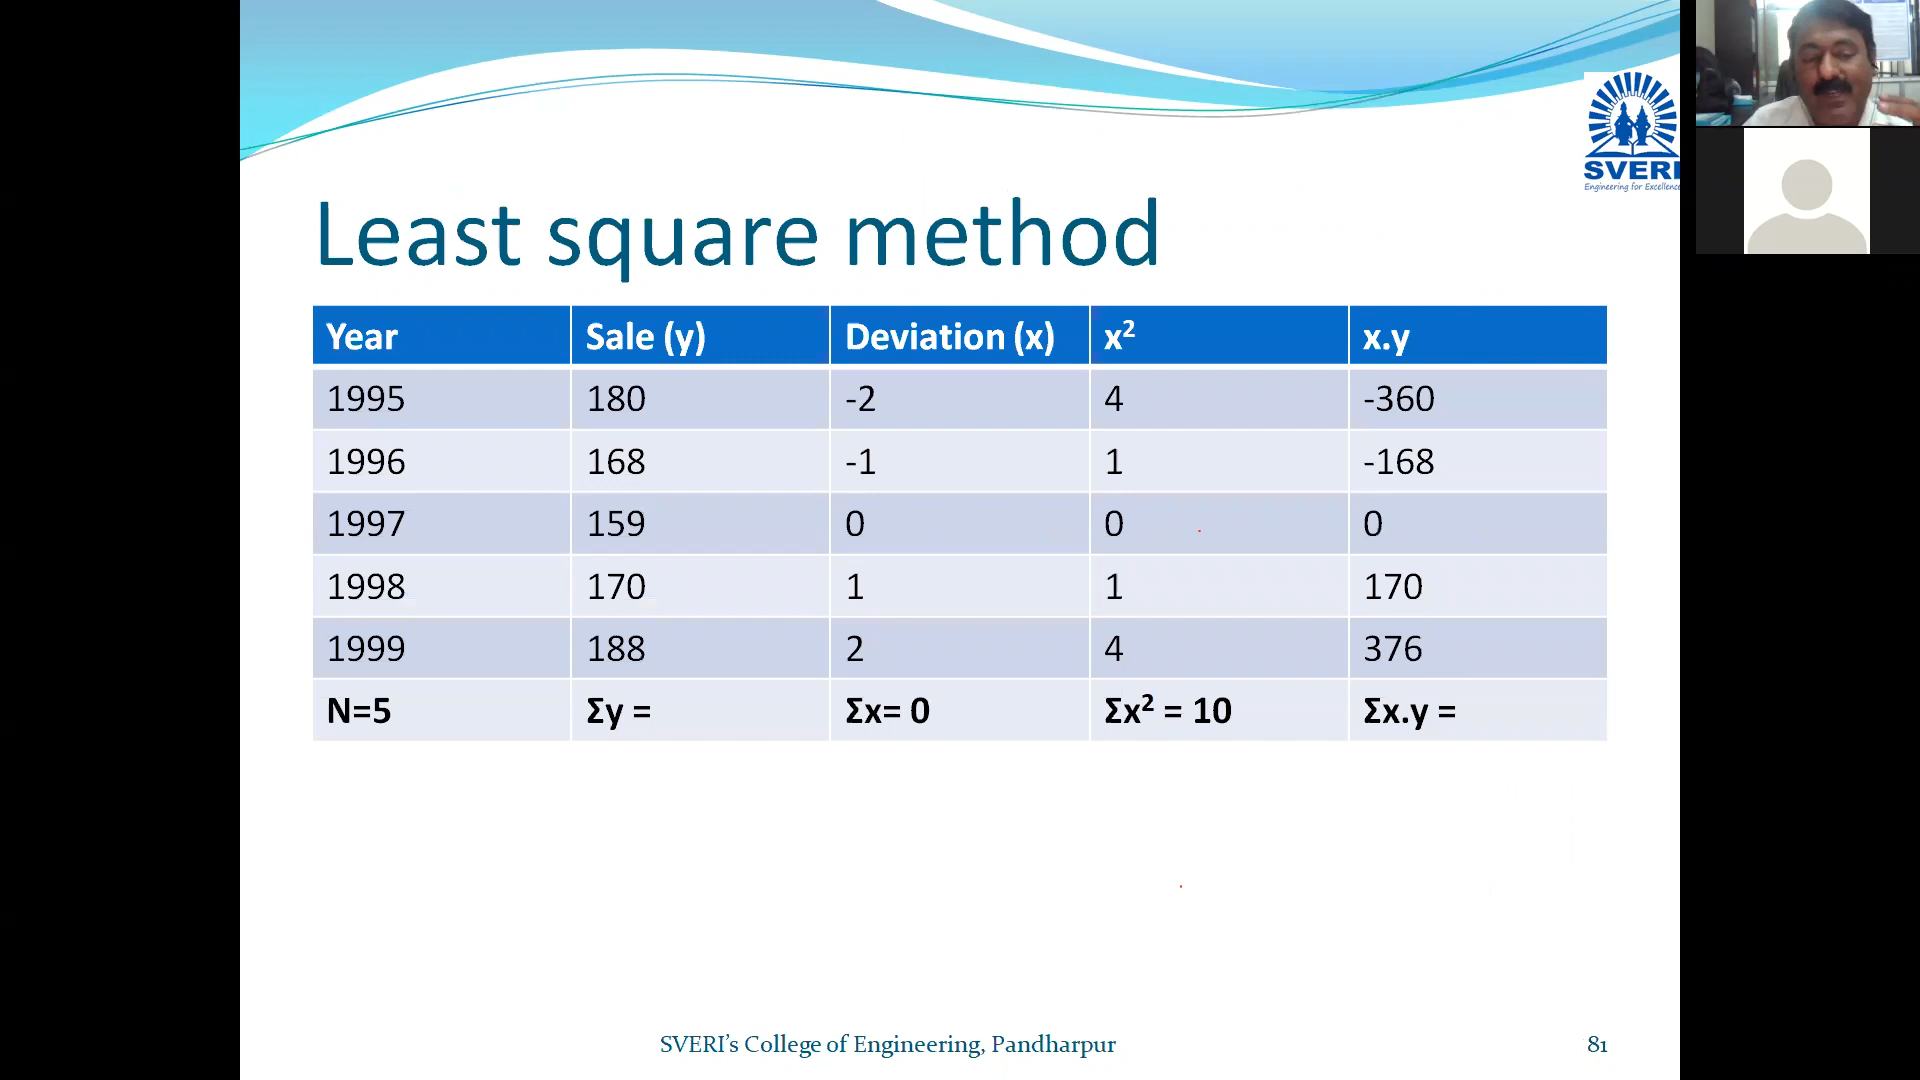 SVERI
Engineering for Excellence
Least square method
Year Sale (y) Deviation (x) x² x.y
1995 180 -2 4 -360
1996 168 -1 1 -168
1997 159 0 0 0
1998 170 1 1 170
1999 188 2 4 376
N=5 Σy = Σx= 0 Σx² = 10 Σx.y =
SVERI’s College of Engineering, Pandharpur 81